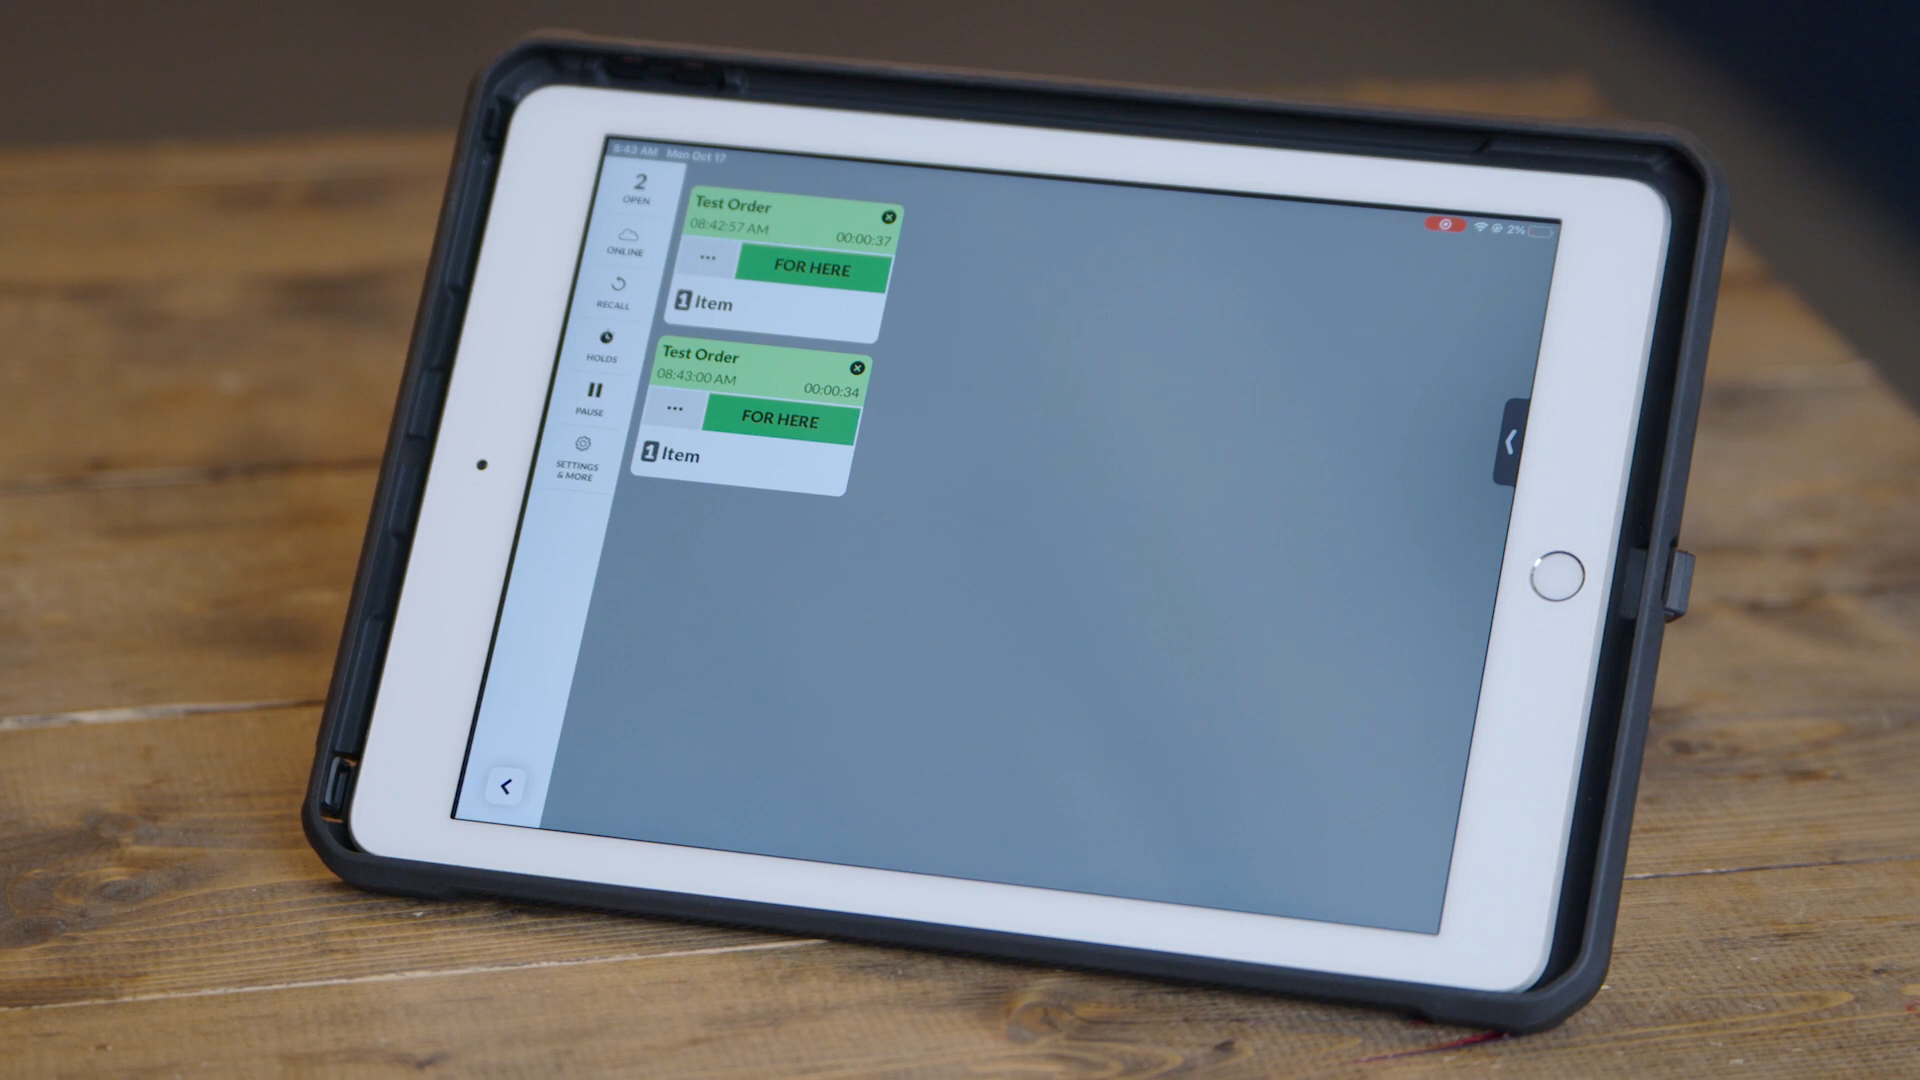 8:43 AM Mon Oct 17
2%
2
OPEN
ONLINE
RECALL
HOLDS
PAUSE
SETTINGS
& MORE
Test Order
08:42:57 AM 00:00:37
... FOR HERE
1 Item
Test Order
08:43:00 AM 00:00:34
... FOR HERE
1 Item